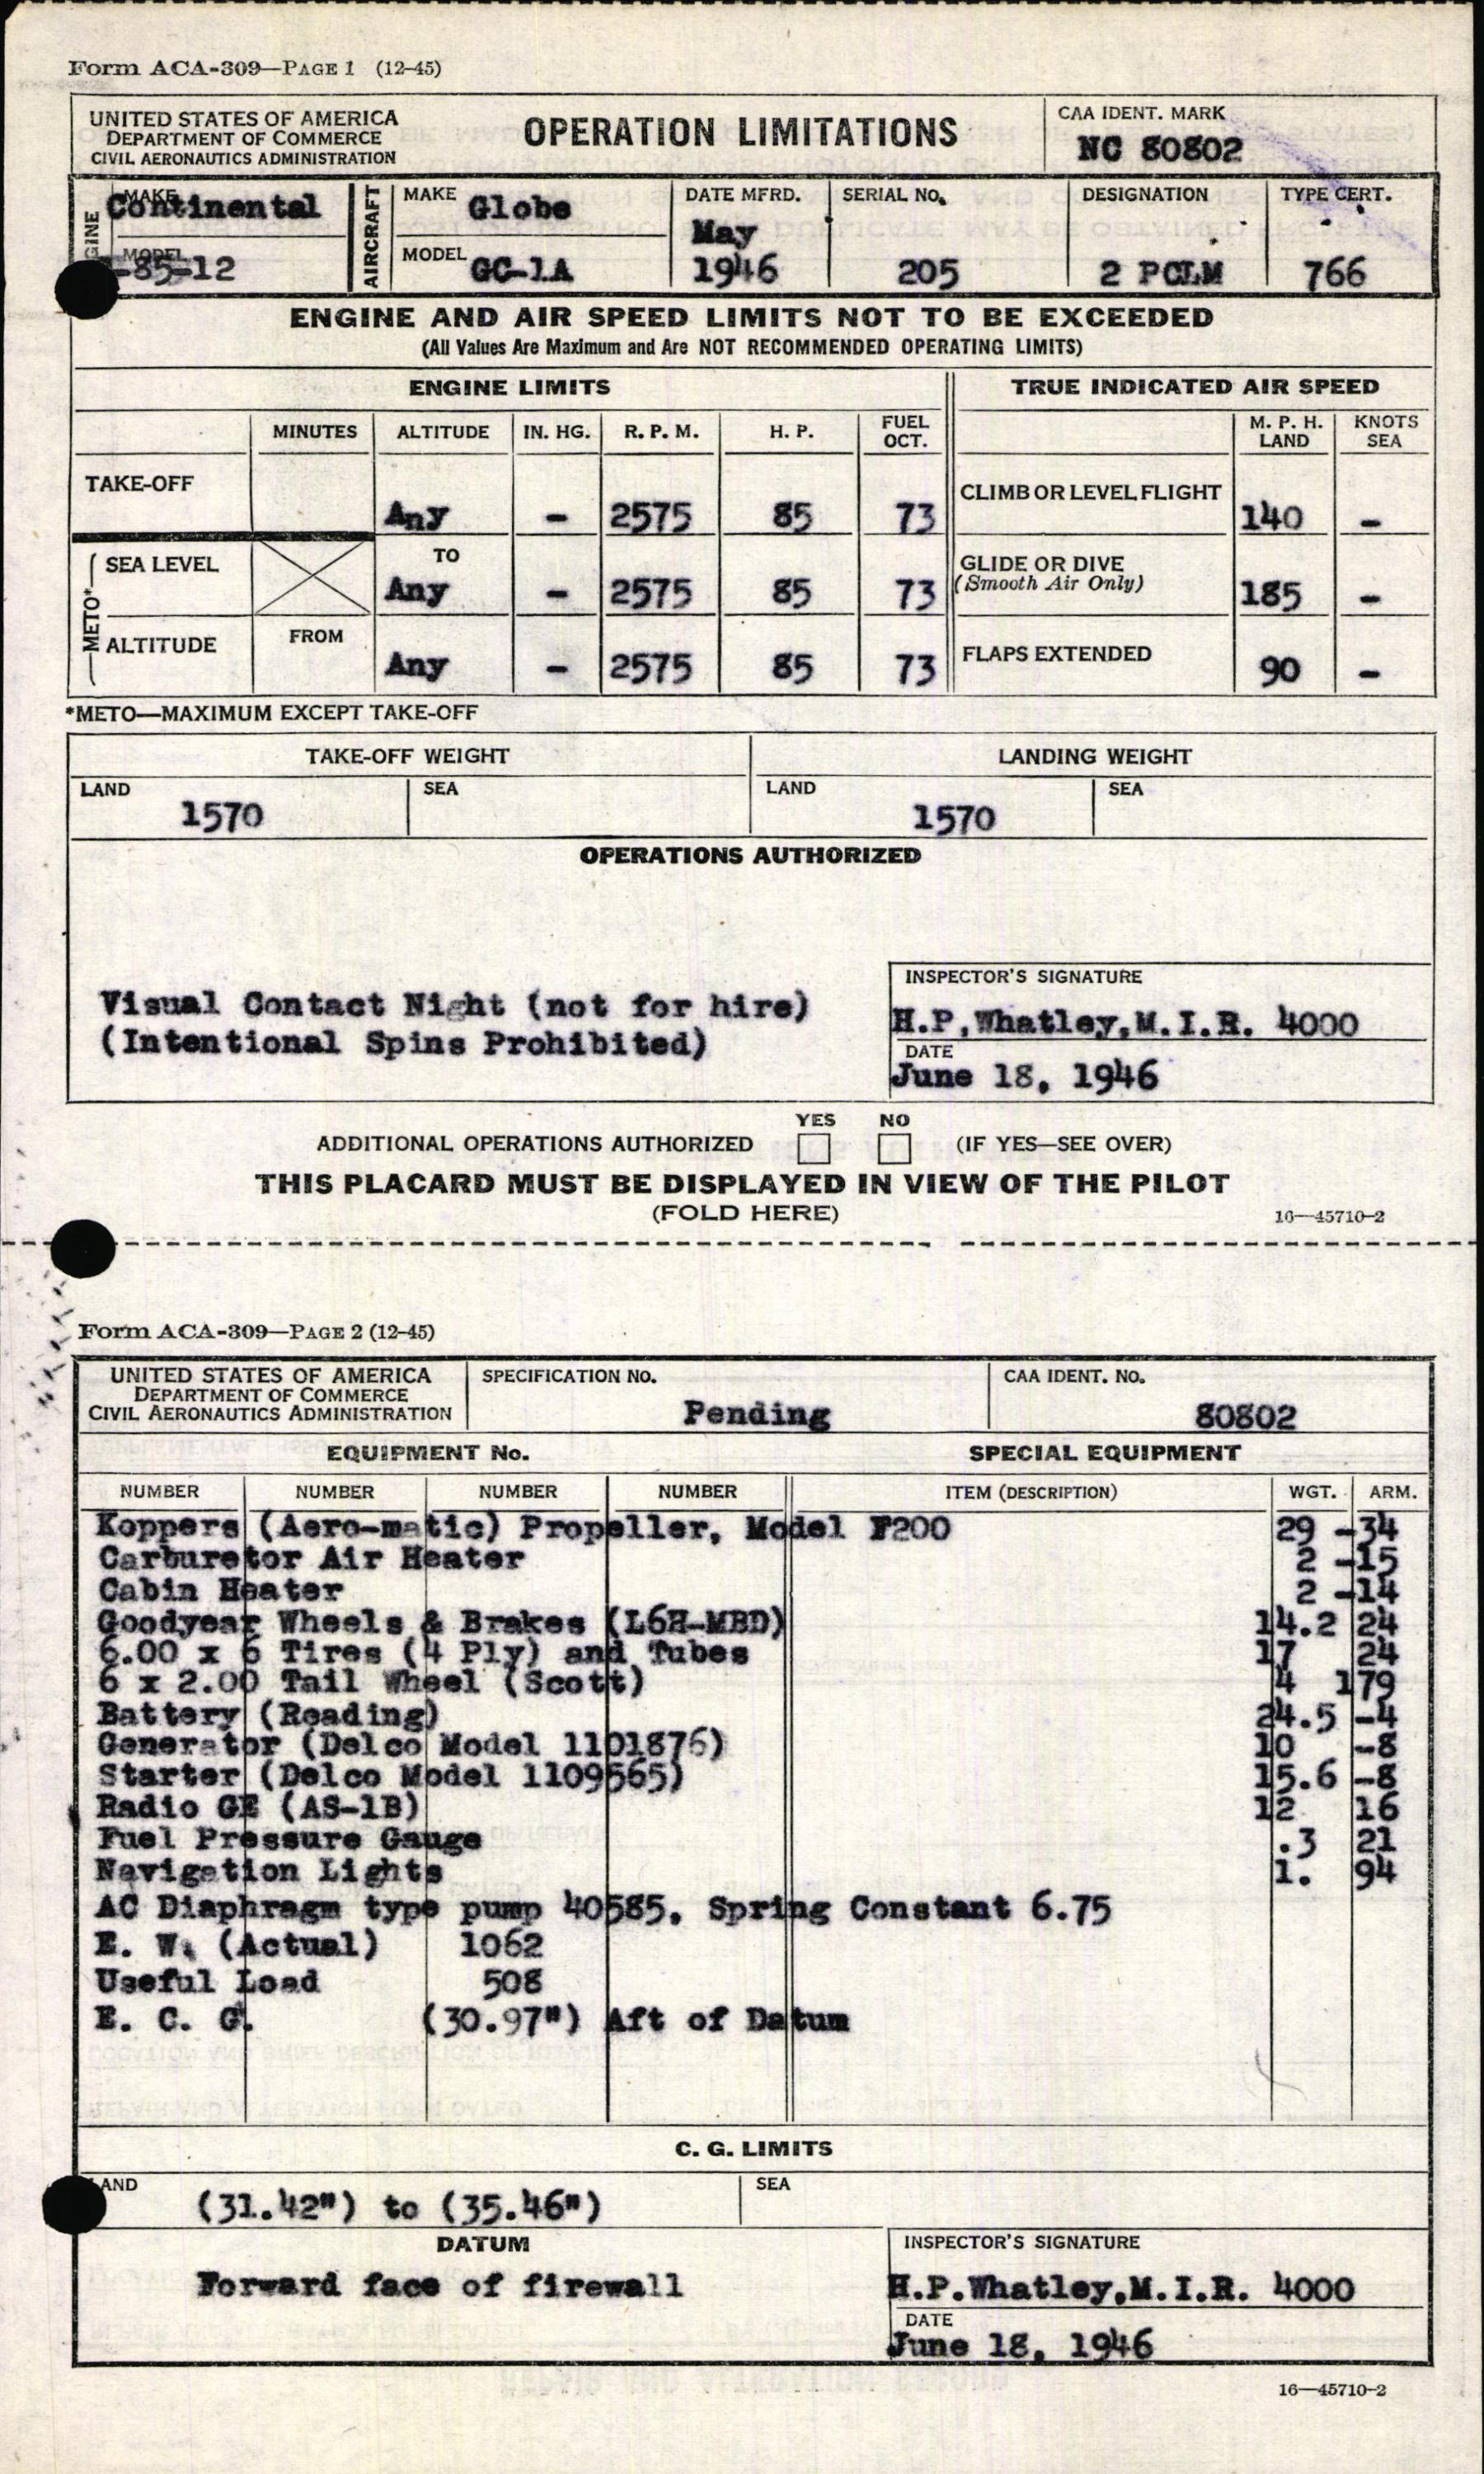 Form ACA-309—PAGE 1 (12-45)
UNITED STATES OF AMERICA
DEPARTMENT OF COMMERCE
CIVIL AERONAUTICS ADMINISTRATION
OPERATION LIMITATIONS
CAA IDENT. MARK
NC 80802
MAKE
Continental
MODEL
-85-12
AIRCRAFT
MAKE Globe
MODEL GC-1A
DATE MFRD.
May
1946
SERIAL NO.
205
DESIGNATION
2 PCLM
TYPE CERT.
766
ENGINE AND AIR SPEED LIMITS NOT TO BE EXCEEDED
(All Values Are Maximum and Are NOT RECOMMENDED OPERATING LIMITS)
ENGINE LIMITS TRUE INDICATED AIR SPEED
MINUTES ALTITUDE IN. HG. R. P. M. H. P. FUEL OCT. M. P. H. LAND KNOTS SEA
TAKE-OFF Any - 2575 85 73 CLIMB OR LEVEL FLIGHT 140 -
METO* SEA LEVEL TO Any - 2575 85 73 GLIDE OR DIVE (Smooth Air Only) 185 -
ALTITUDE FROM Any - 2575 85 73 FLAPS EXTENDED 90 -
*METO—MAXIMUM EXCEPT TAKE-OFF
TAKE-OFF WEIGHT LANDING WEIGHT
LAND 1570 SEA LAND 1570 SEA
OPERATIONS AUTHORIZED
Visual Contact Night (not for hire)
(Intentional Spins Prohibited)
INSPECTOR'S SIGNATURE
H.P.Whatley,M.I.R. 4000
DATE
June 18, 1946
ADDITIONAL OPERATIONS AUTHORIZED YES NO (IF YES—SEE OVER)
THIS PLACARD MUST BE DISPLAYED IN VIEW OF THE PILOT
(FOLD HERE)
16—45710-2
Form ACA-309—PAGE 2 (12-45)
UNITED STATES OF AMERICA
DEPARTMENT OF COMMERCE
CIVIL AERONAUTICS ADMINISTRATION
SPECIFICATION NO.
Pending
CAA IDENT. NO.
80802
EQUIPMENT No. SPECIAL EQUIPMENT
NUMBER NUMBER NUMBER NUMBER ITEM (DESCRIPTION) WGT. ARM.
Koppers (Aero-matic) Propeller, Model F200 29 -34
Carburetor Air Heater 2 -15
Cabin Heater 2 -14
Goodyear Wheels & Brakes (L6H-MBD) 14.2 24
6.00 x 6 Tires (4 Ply) and Tubes 17 24
6 x 2.00 Tail Wheel (Scott) 4 179
Battery (Reading) 24.5 -4
Generator (Delco Model 1101876) 10 -8
Starter (Delco Model 1109565) 15.6 -8
Radio GE (AS-1B) 12 16
Fuel Pressure Gauge .3 21
Navigation Lights 1. 94
AC Diaphragm type pump 40585, Spring Constant 6.75
E. W. (Actual) 1062
Useful Load 508
E. C. G. (30.97") Aft of Datum
C. G. LIMITS
(31.42") to (35.46")
SEA
DATUM
Forward face of firewall
INSPECTOR'S SIGNATURE
H.P.Whatley,M.I.R. 4000
DATE
June 18, 1946
16—45710-2